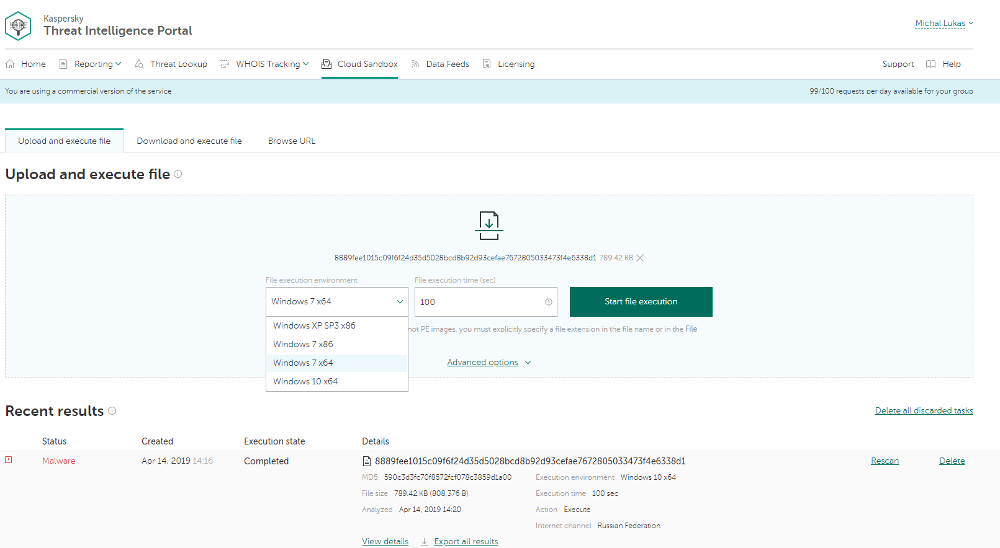 Kaspersky
Threat Intelligence Portal
Michal Lukas
Home Reporting Threat Lookup WHOIS Tracking Cloud Sandbox Data Feeds Licensing Support Help
You are using a commercial version of the service 99/100 requests per day available for your group
Upload and execute file Download and execute file Browse URL
Upload and execute file
8889fee1015c09f6f24d35d5028bcd8b92d93cefae7672805033473f4e6338d1 789.42 KB
File execution environment File execution time (sec)
Windows 7 x64 100 Start file execution
Windows XP SP3 x86
not PE images, you must explicitly specify a file extension in the file name or in the File
Windows 7 x86
Windows 7 x64
Advanced options
Windows 10 x64
Recent results
Delete all discarded tasks
Status Created Execution state Details
Malware Apr 14, 2019 14:16 Completed 8889fee1015c09f6f24d35d5028bcd8b92d93cefae7672805033473f4e6338d1 Rescan Delete
MD5 590c3d3fc70f8572fcf078c3859d1a00 Execution environment Windows 10 x64
File size 789.42 KB (808,376 B) Execution time 100 sec
Analyzed Apr 14, 2019 14:20 Action Execute
Internet channel Russian Federation
View details Export all results